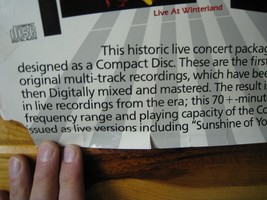 Live At Winterland
disc
This historic live concert packag
designed as a Compact Disc. These are the first
original multi-track recordings, which have bee
then Digitally mixed and mastered. The result i
in live recordings from the era; this 70+-minut
frequency range and playing capacity of the Co
issued as live versions including "Sunshine of Yo